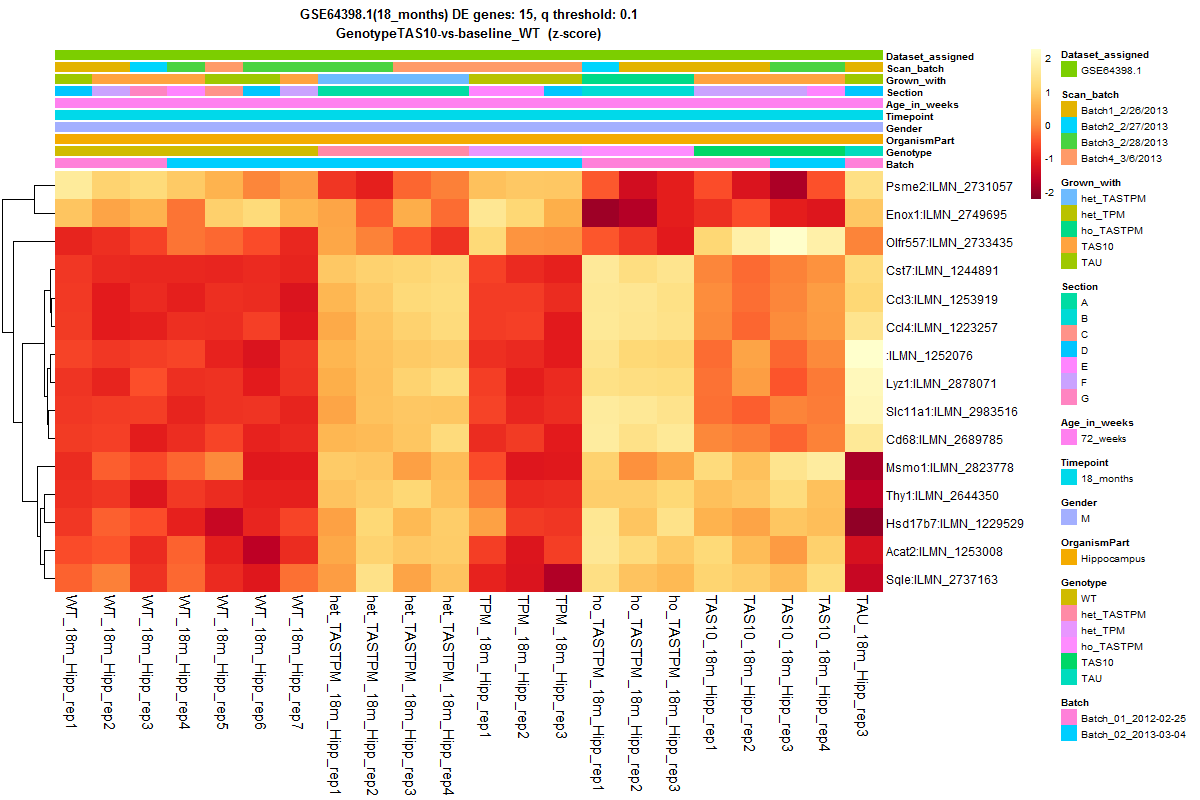 GSE64398.1(18_months) DE genes: 15, q threshold: 0.1
GenotypeTAS10-vs-baseline_WT (z-score)
Dataset_assigned
Scan_batch
Grown_with
Section
Age_in_weeks
Timepoint
Gender
OrganismPart
Genotype
Batch
Psme2:ILMN_2731057
Enox1:ILMN_2749695
Olfr557:ILMN_2733435
Cst7:ILMN_1244891
Ccl3:ILMN_1253919
Ccl4:ILMN_1223257
:ILMN_1252076
Lyz1:ILMN_2878071
Slc11a1:ILMN_2983516
Cd68:ILMN_2689785
Msmo1:ILMN_2823778
Thy1:ILMN_2644350
Hsd17b7:ILMN_1229529
Acat2:ILMN_1253008
Sqle:ILMN_2737163
WT_18m_Hipp_rep1
WT_18m_Hipp_rep2
WT_18m_Hipp_rep3
WT_18m_Hipp_rep4
WT_18m_Hipp_rep5
WT_18m_Hipp_rep6
WT_18m_Hipp_rep7
het_TASTPM_18m_Hipp_rep1
het_TASTPM_18m_Hipp_rep2
het_TASTPM_18m_Hipp_rep3
het_TASTPM_18m_Hipp_rep4
TPM_18m_Hipp_rep1
TPM_18m_Hipp_rep2
TPM_18m_Hipp_rep3
ho_TASTPM_18m_Hipp_rep1
ho_TASTPM_18m_Hipp_rep2
ho_TASTPM_18m_Hipp_rep3
TAS10_18m_Hipp_rep1
TAS10_18m_Hipp_rep2
TAS10_18m_Hipp_rep3
TAS10_18m_Hipp_rep4
TAU_18m_Hipp_rep3
2
1
0
-1
-2
Dataset_assigned
GSE64398.1
Scan_batch
Batch1_2/26/2013
Batch2_2/27/2013
Batch3_2/28/2013
Batch4_3/6/2013
Grown_with
het_TASTPM
het_TPM
ho_TASTPM
TAS10
TAU
Section
A
B
C
D
E
F
G
Age_in_weeks
72_weeks
Timepoint
18_months
Gender
M
OrganismPart
Hippocampus
Genotype
WT
het_TASTPM
het_TPM
ho_TASTPM
TAS10
TAU
Batch
Batch_01_2012-02-25
Batch_02_2013-03-04